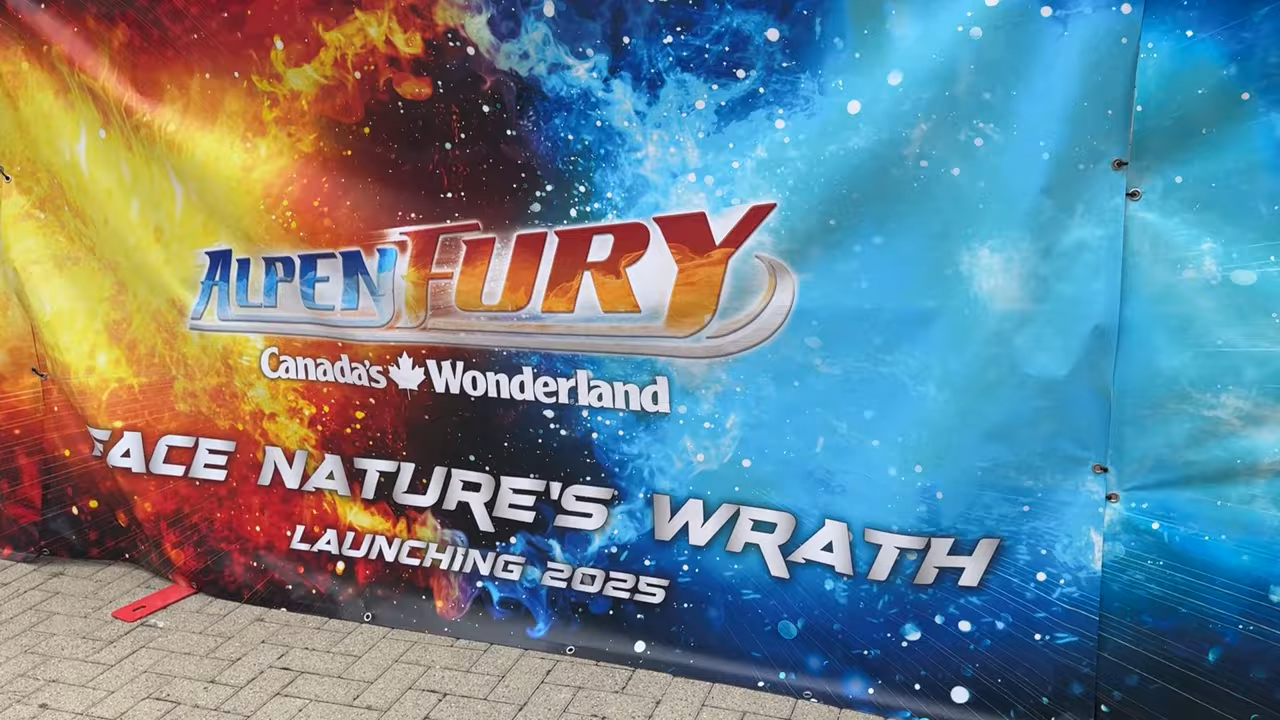 ALPENFURY
Canada's Wonderland
FACE NATURE'S WRATH
LAUNCHING 2025